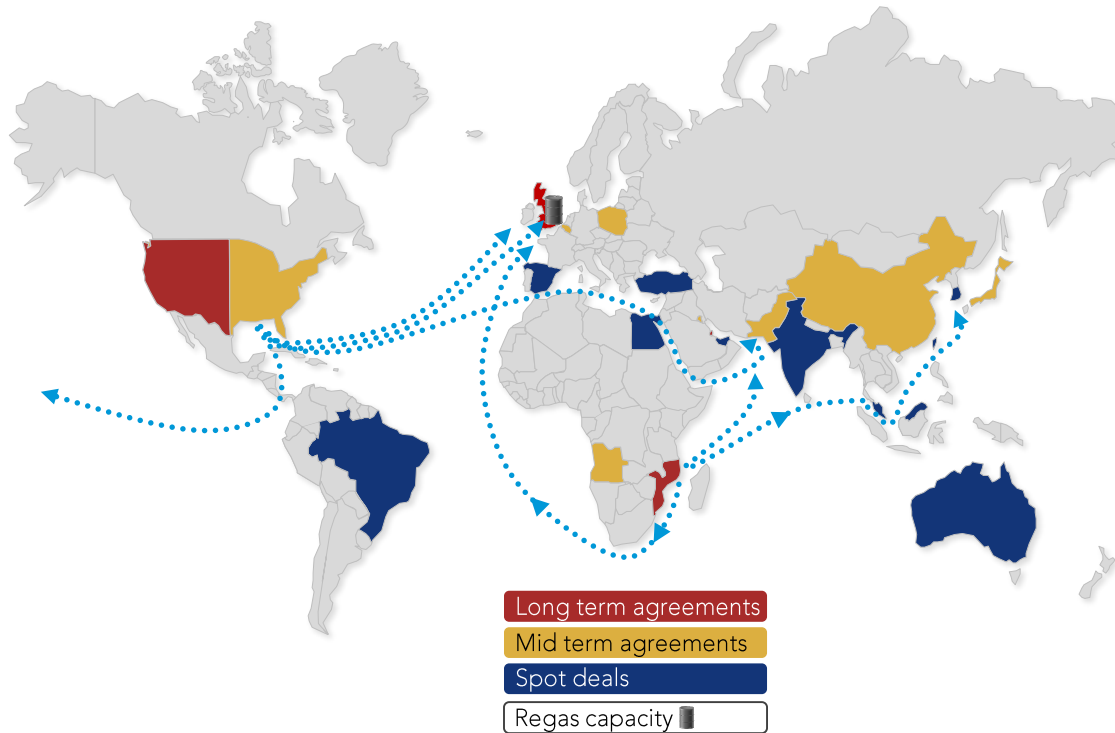 Long term agreements
Mid term agreements
Spot deals
Regas capacity